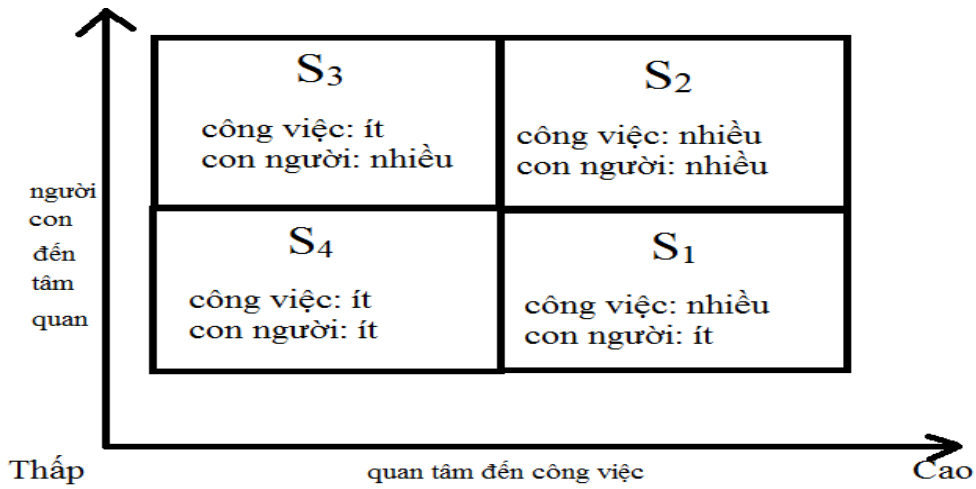 S₃
công việc: ít
con người: nhiều
S₂
công việc: nhiều
con người: nhiều
người
con
đến
tâm
quan
S₄
công việc: ít
con người: ít
S₁
công việc: nhiều
con người: ít
Thấp
quan tâm đến công việc
Cao